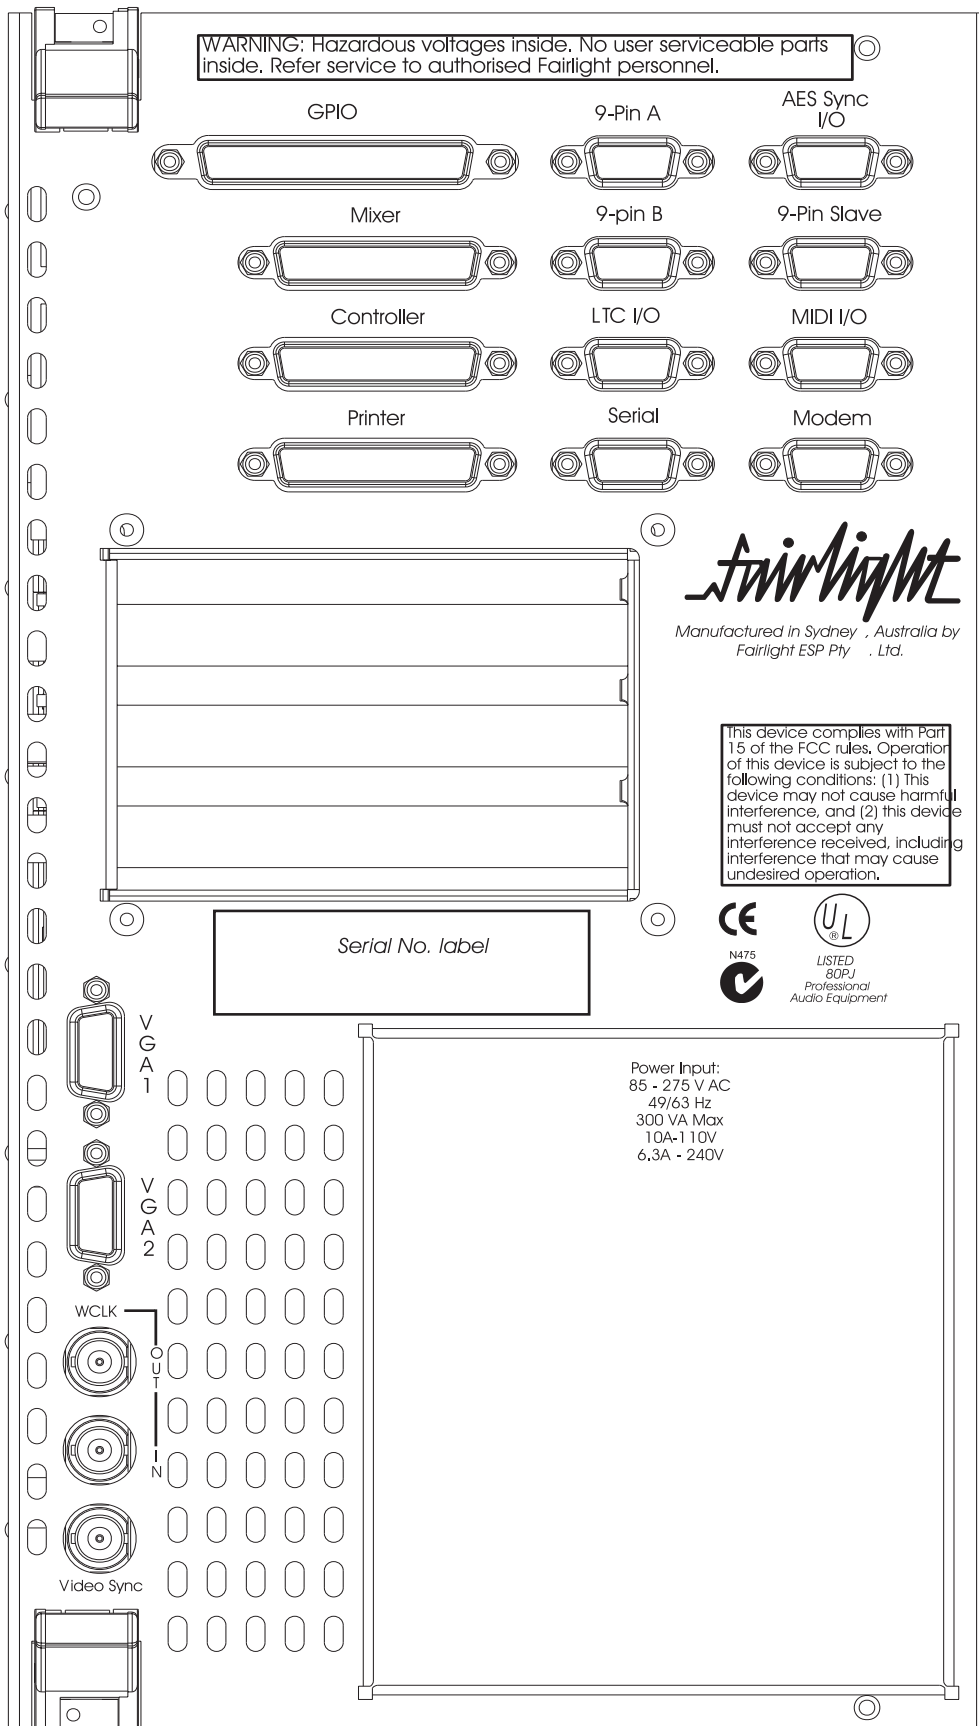 WARNING: Hazardous voltages inside. No user serviceable parts
inside. Refer service to authorised Fairlight personnel.
GPIO
9-Pin A
AES Sync
I/O
Mixer
9-pin B
9-Pin Slave
Controller
LTC I/O
MIDI I/O
Printer
Serial
Modem
fairlight
Manufactured in Sydney , Australia by
Fairlight ESP Pty . Ltd.
This device complies with Part
15 of the FCC rules. Operation
of this device is subject to the
following conditions: (1) This
device may not cause harmful
interference, and (2) this device
must not accept any
interference received, including
interference that may cause
undesired operation.
CE
UL
®
N475
LISTED
80PJ
Professional
Audio Equipment
Serial No. label
VGA1
VGA2
Power Input:
85 - 275 V AC
49/63 Hz
300 VA Max
10A-110V
6.3A - 240V
WCLK
OUT
IN
Video Sync